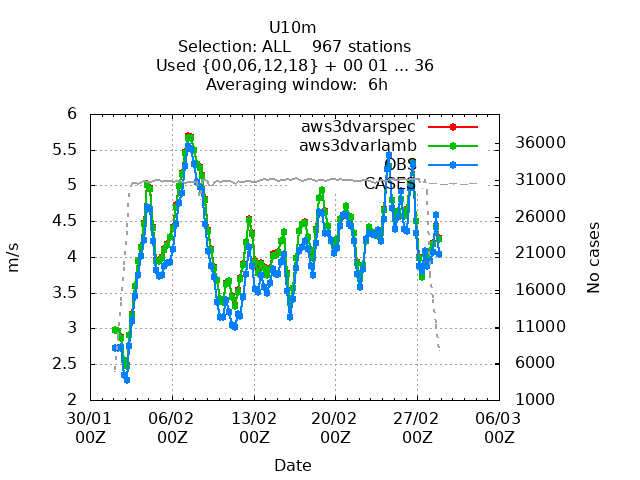 U10m
Selection: ALL    967 stations
Used {00,06,12,18} + 00 01 ... 36
Averaging window:  6h
aws3dvarspec
aws3dvarlamb
OBS
CASES
6
5.5
5
4.5
4
3.5
3
2.5
2
m/s
36000
31000
26000
21000
16000
11000
6000
1000
No cases
30/01 06/02 13/02 20/02 27/02 06/03
00Z 00Z 00Z 00Z 00Z 00Z
Date